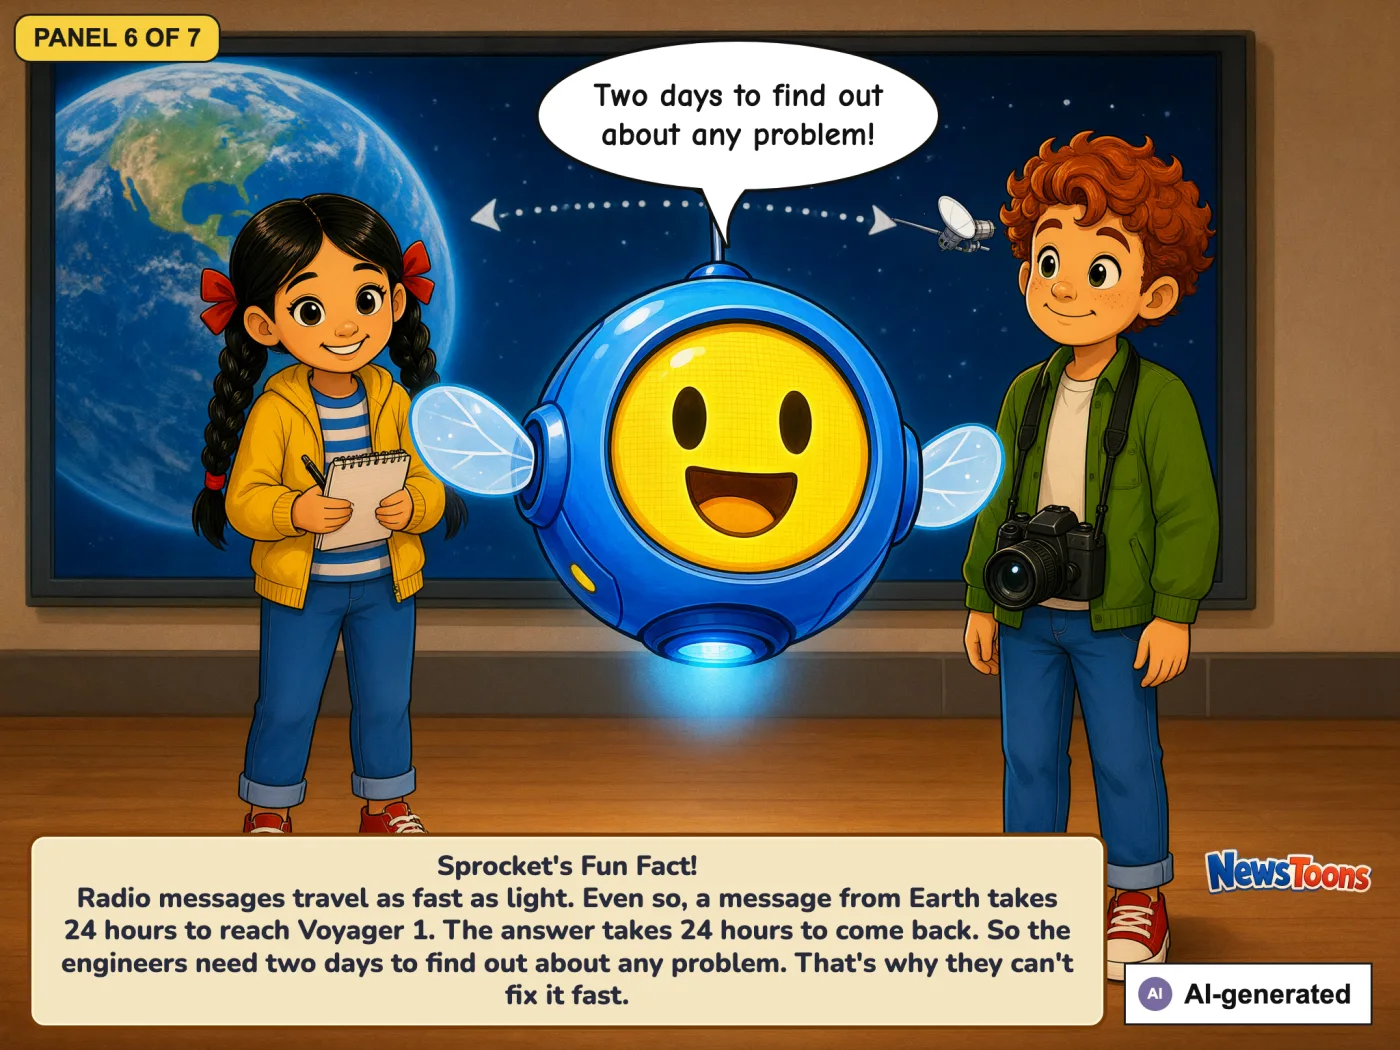 PANEL 6 OF 7
Two days to find out
about any problem!
Sprocket's Fun Fact!
Radio messages travel as fast as light. Even so, a message from Earth takes
24 hours to reach Voyager 1. The answer takes 24 hours to come back. So the
engineers need two days to find out about any problem. That's why they can't
fix it fast.
NewsToons
AI AI-generated